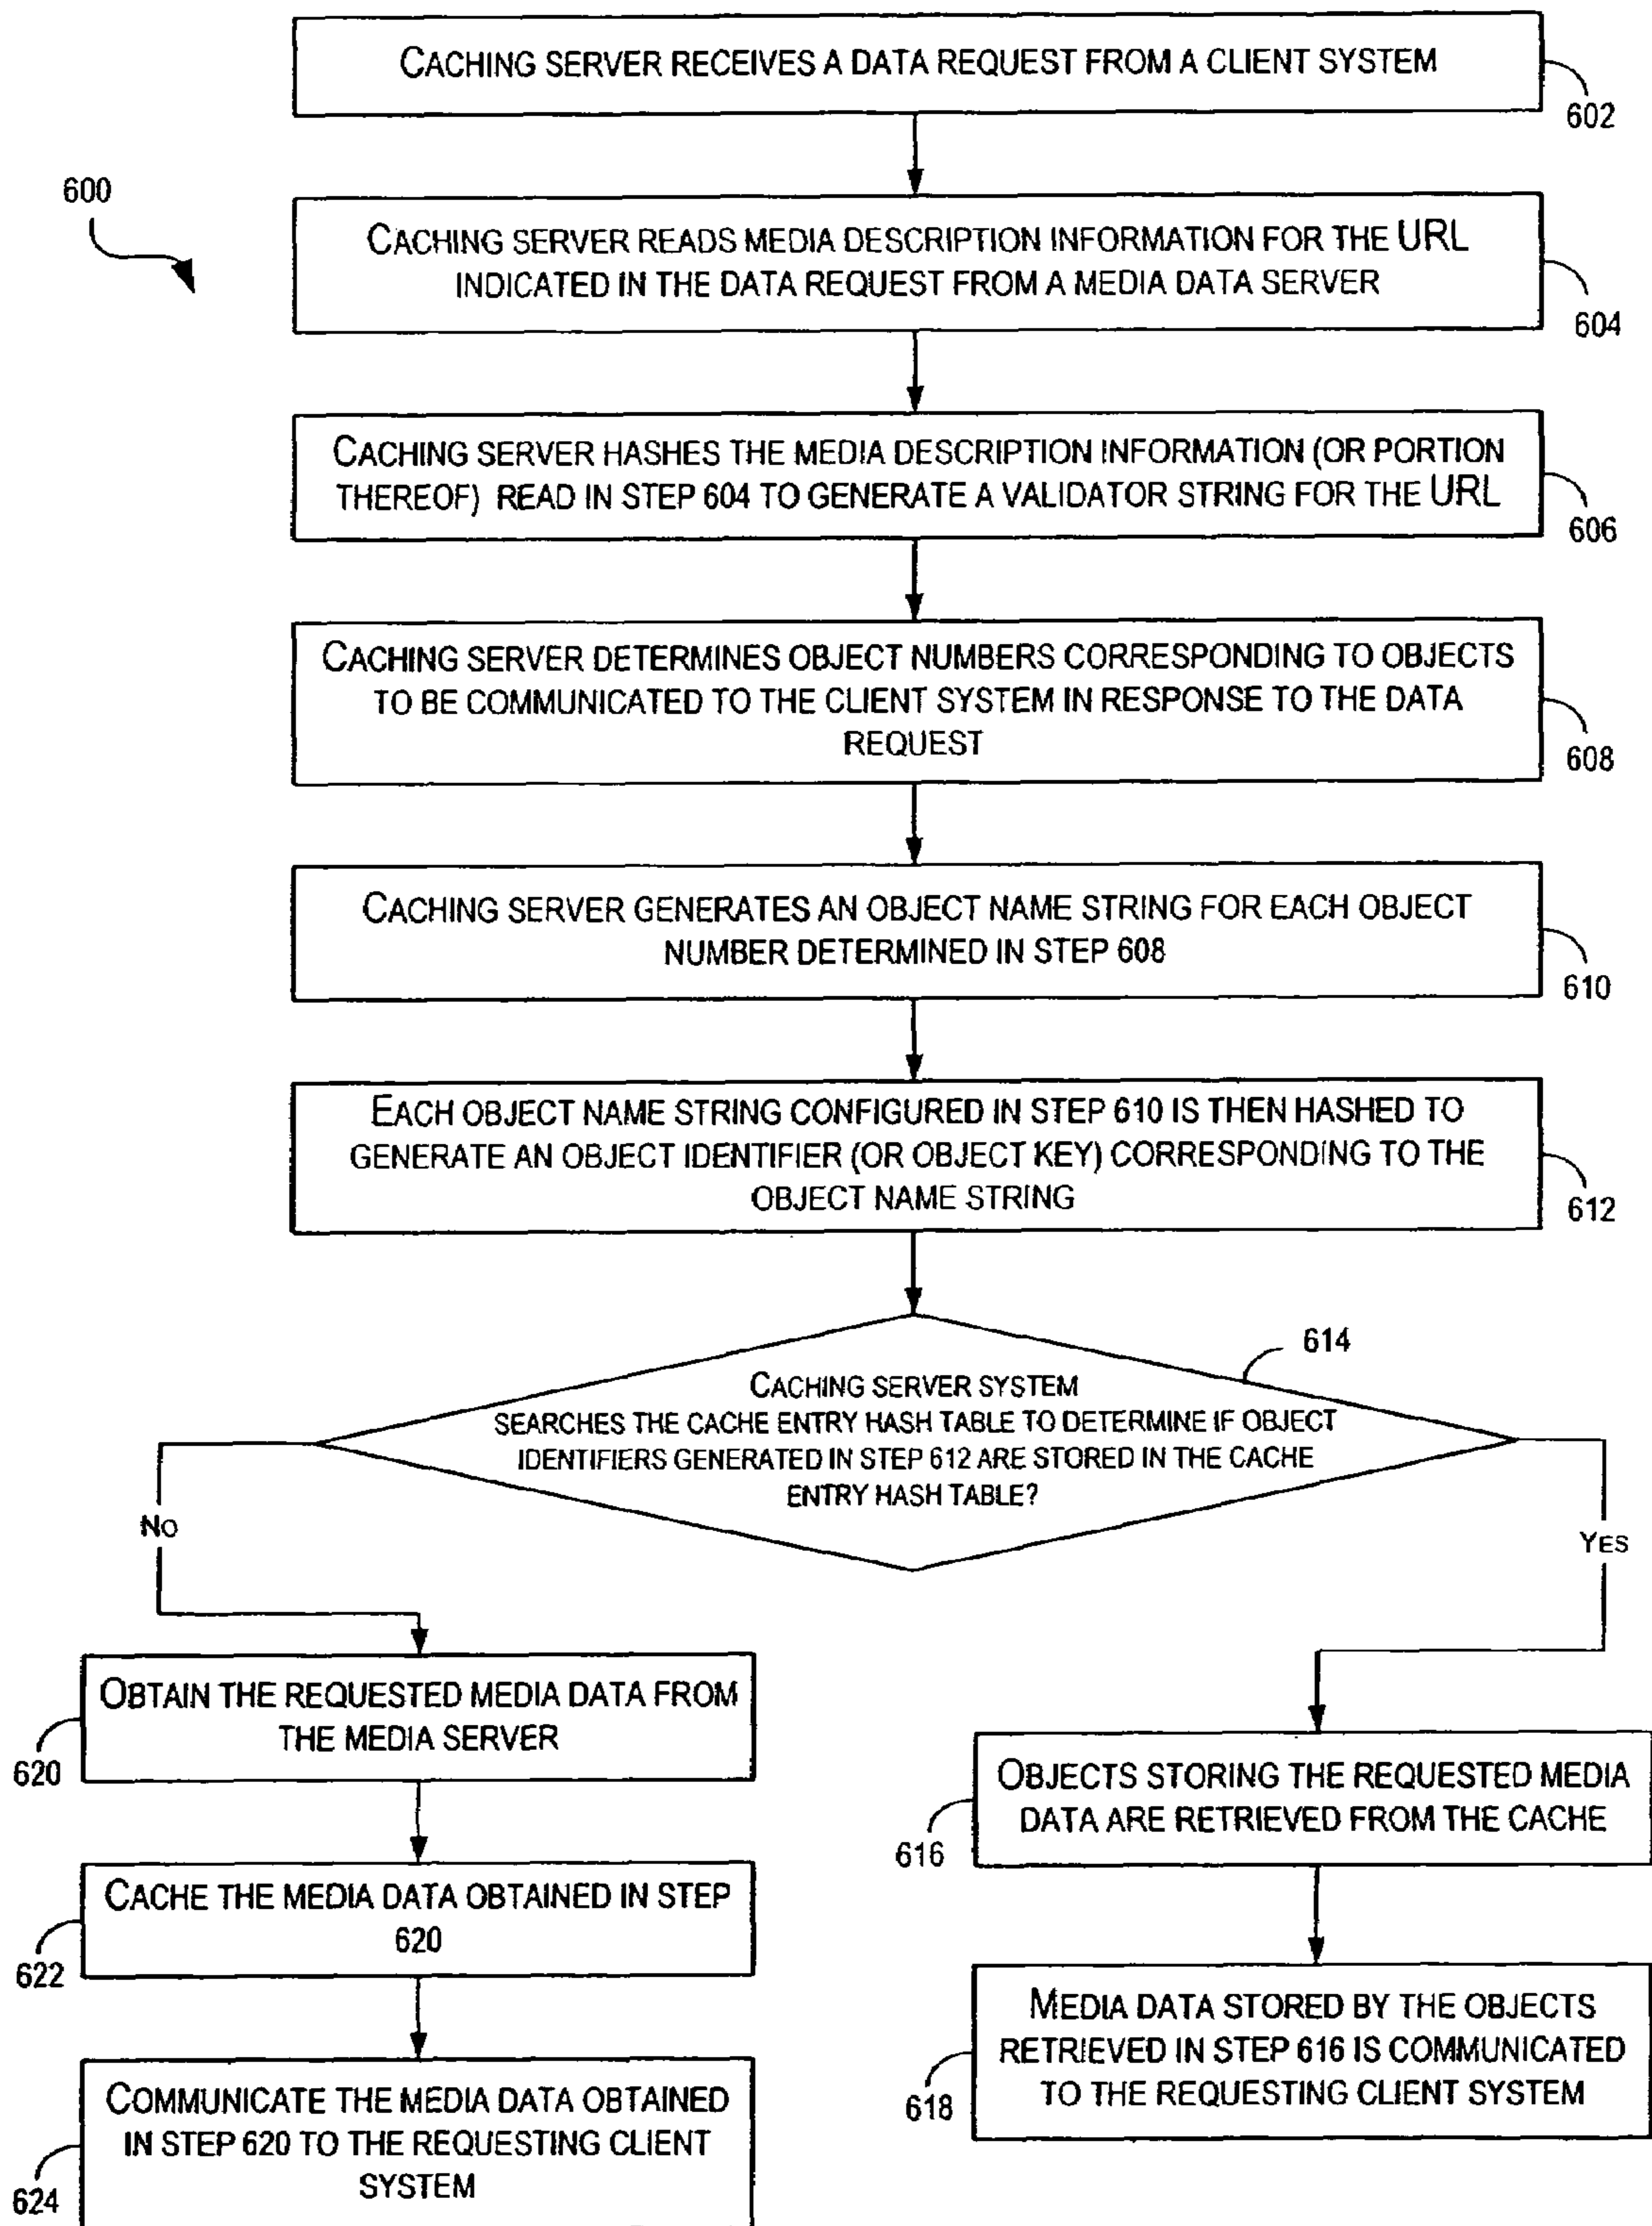 CACHING SERVER RECEIVES A DATA REQUEST FROM A CLIENT SYSTEM
602
600
CACHING SERVER READS MEDIA DESCRIPTION INFORMATION FOR THE URL
INDICATED IN THE DATA REQUEST FROM A MEDIA DATA SERVER
604
CACHING SERVER HASHES THE MEDIA DESCRIPTION INFORMATION (OR PORTION
THEREOF) READ IN STEP 604 TO GENERATE A VALIDATOR STRING FOR THE URL
606
CACHING SERVER DETERMINES OBJECT NUMBERS CORRESPONDING TO OBJECTS
TO BE COMMUNICATED TO THE CLIENT SYSTEM IN RESPONSE TO THE DATA
REQUEST
608
CACHING SERVER GENERATES AN OBJECT NAME STRING FOR EACH OBJECT
NUMBER DETERMINED IN STEP 608
610
EACH OBJECT NAME STRING CONFIGURED IN STEP 610 IS THEN HASHED TO
GENERATE AN OBJECT IDENTIFIER (OR OBJECT KEY) CORRESPONDING TO THE
OBJECT NAME STRING
612
614
CACHING SERVER SYSTEM
SEARCHES THE CACHE ENTRY HASH TABLE TO DETERMINE IF OBJECT
IDENTIFIERS GENERATED IN STEP 612 ARE STORED IN THE CACHE
ENTRY HASH TABLE?
NO
YES
OBTAIN THE REQUESTED MEDIA DATA FROM
THE MEDIA SERVER
620
CACHE THE MEDIA DATA OBTAINED IN STEP
620
622
COMMUNICATE THE MEDIA DATA OBTAINED
IN STEP 620 TO THE REQUESTING CLIENT
SYSTEM
624
OBJECTS STORING THE REQUESTED MEDIA
DATA ARE RETRIEVED FROM THE CACHE
616
MEDIA DATA STORED BY THE OBJECTS
RETRIEVED IN STEP 616 IS COMMUNICATED
TO THE REQUESTING CLIENT SYSTEM
618